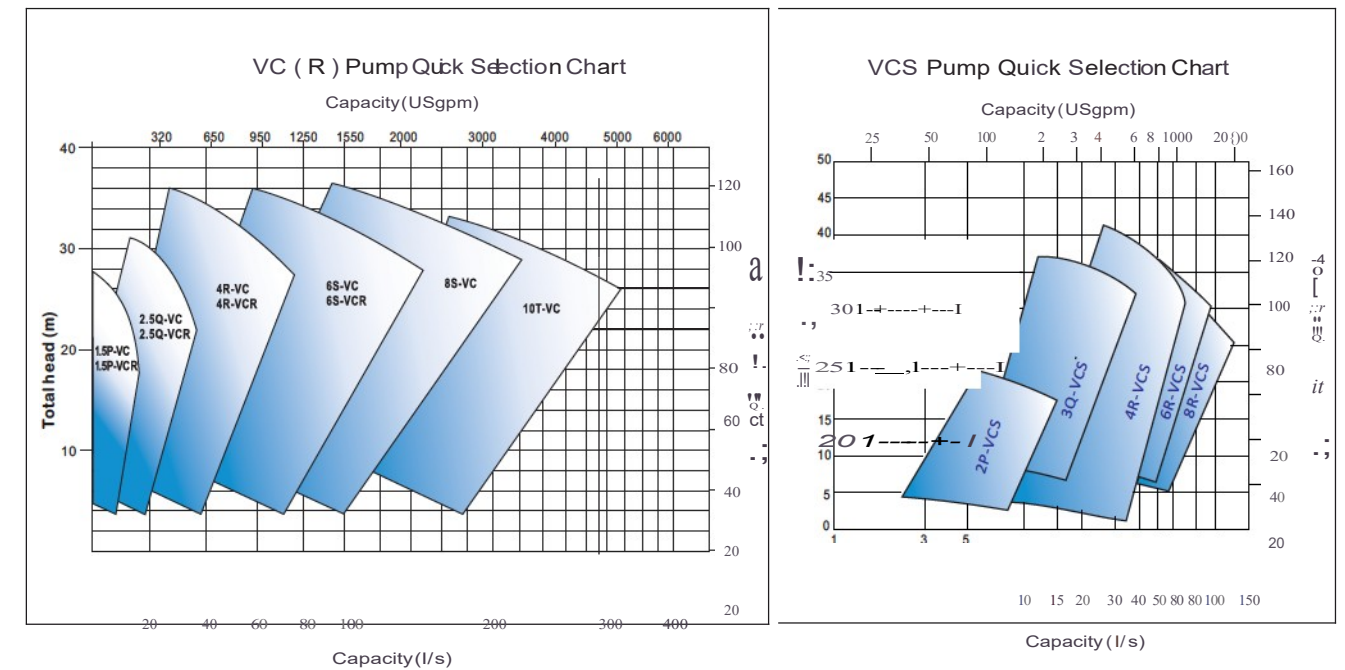 VC ( R ) Pump Quick Selection Chart
Capacity (USgpm)
320 650 950 1250 1550 2000 3000 4000 5000 6000
40
30
20
10
Total head (m)
120
100
80
60
40
20
20
1.5P-VC
1.5P-VCR
2.5Q-VC
2.5Q-VCR
4R-VC
4R-VCR
6S-VC
6S-VCR
8S-VC
10T-VC
20 40 60 80 100 200 300 400
Capacity (l/s)
a
ct
VCS Pump Quick Selection Chart
Capacity (USgpm)
25 50 100 2 3 4 6 8 1000
50
45
40
35
301
251
15
201
10
5
0
160
140
120
100
80
20
40
20
it
2P-VCS
3Q-VCS
4R-VCS
6R-VCS
8R-VCS
1 3 5
10 15 20 30 40 50 80 80 100 150
Capacity (l/s)